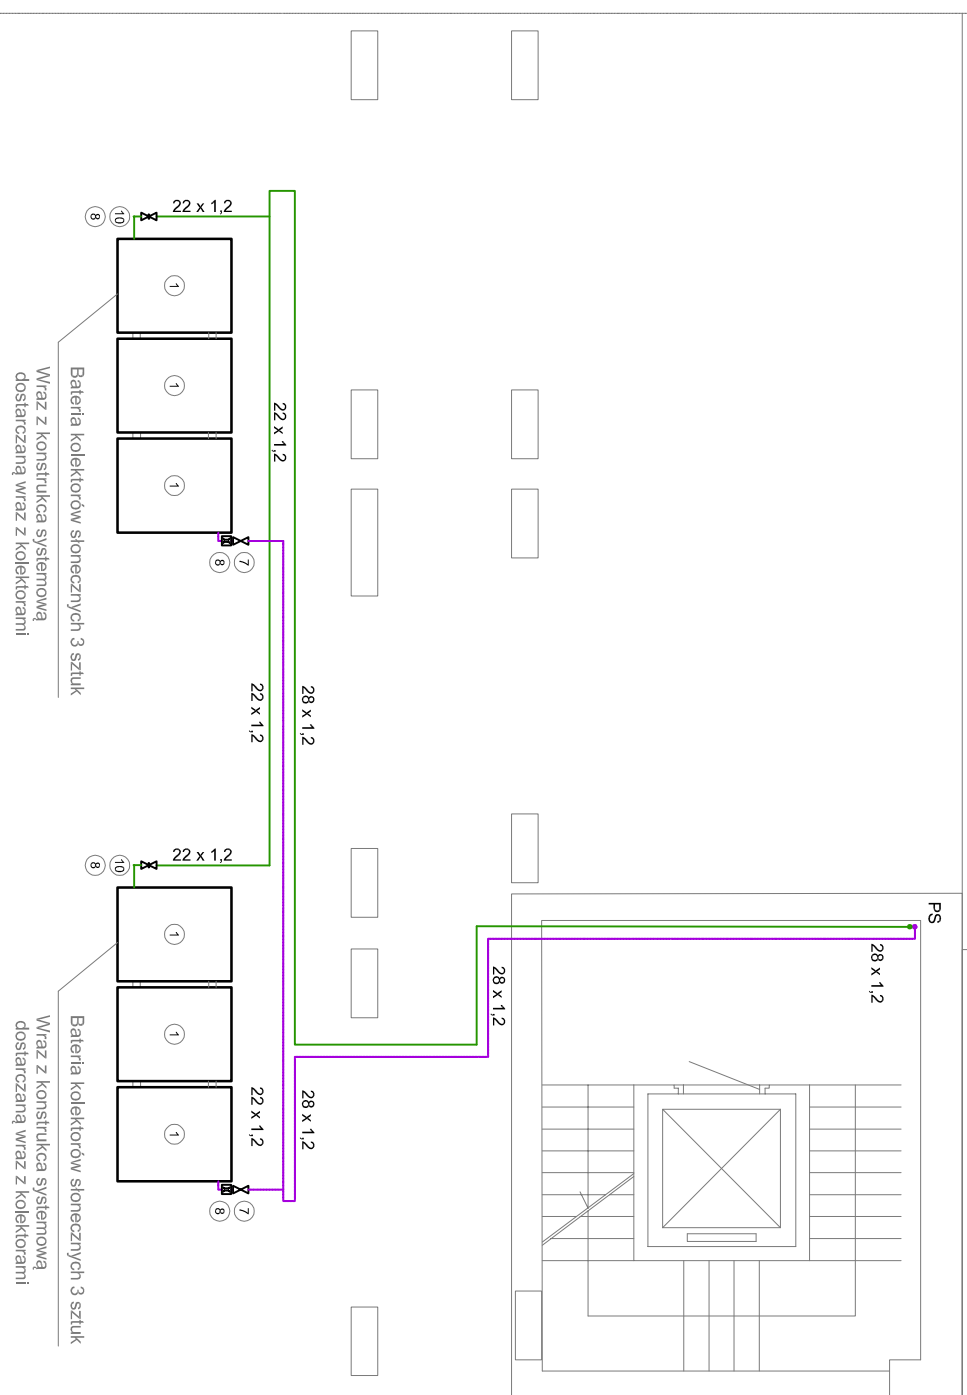 22 x 1,2
8
10
1
1
1
Bateria kolektorów słonecznych 3 sztuk
Wraz z konstrukca systemową
dostarczaną wraz z kolektorami
22 x 1,2
8
7
22 x 1,2
28 x 1,2
22 x 1,2
8
10
1
1
1
Bateria kolektorów słonecznych 3 sztuk
Wraz z konstrukca systemową
dostarczaną wraz z kolektorami
22 x 1,2
28 x 1,2
8
7
28 x 1,2
28 x 1,2
PS